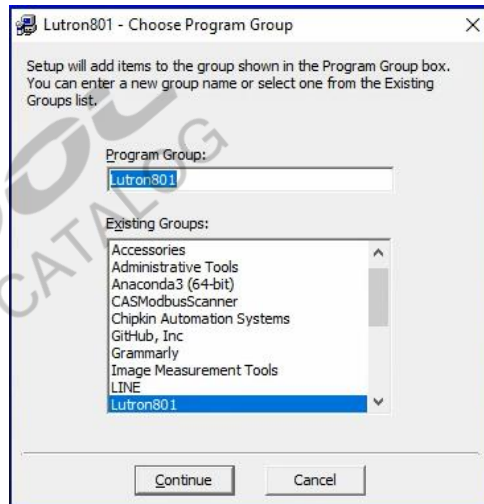 Lutron801 - Choose Program Group
Setup will add items to the group shown in the Program Group box.
You can enter a new group name or select one from the Existing
Groups list.
Program Group:
Lutron801
Existing Groups:
Accessories
Administrative Tools
Anaconda3 (64-bit)
CASModbusScanner
Chipkin Automation Systems
GitHub, Inc
Grammarly
Image Measurement Tools
LINE
Lutron801
Continue
Cancel
CATALOG